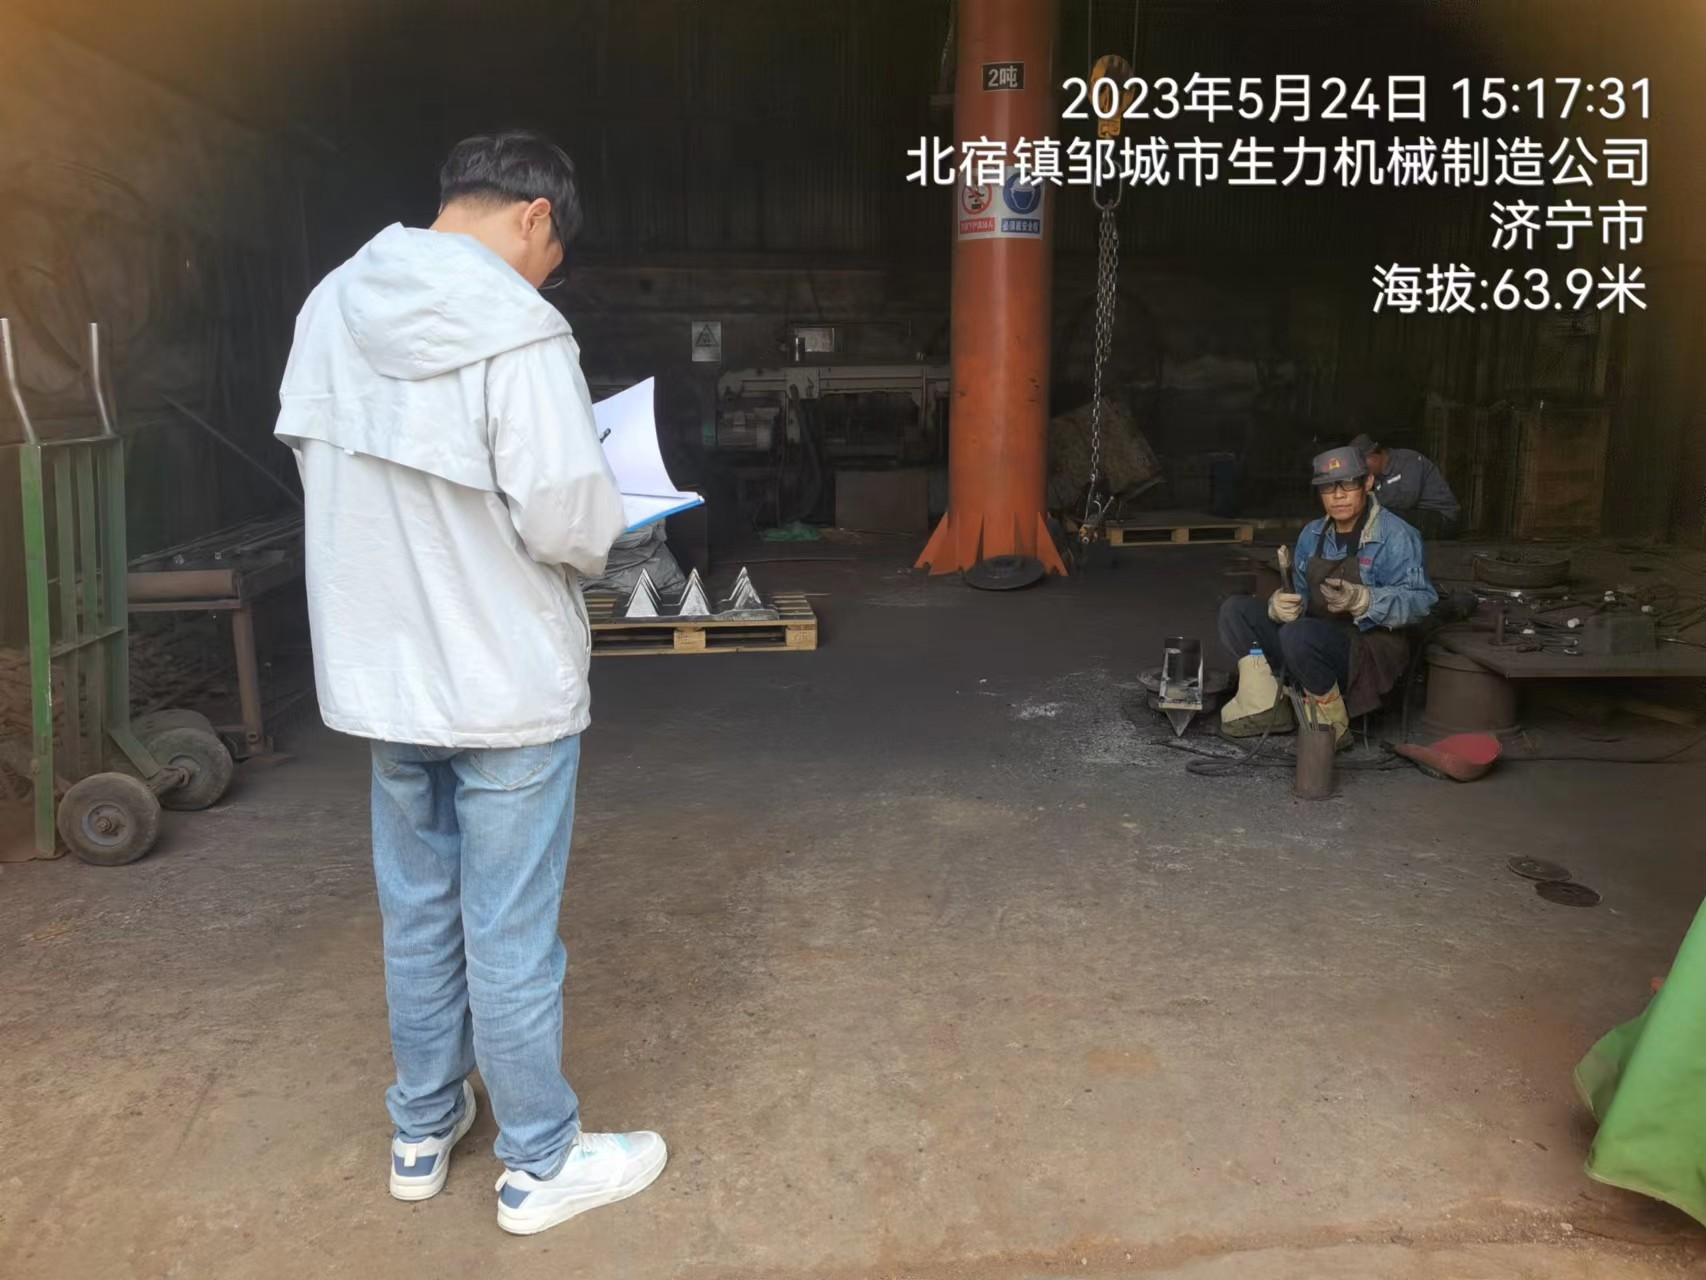 2吨
2023年5月24日 15:17:31
北宿镇邹城市生力机械制造公司
济宁市
海拔:63.9米